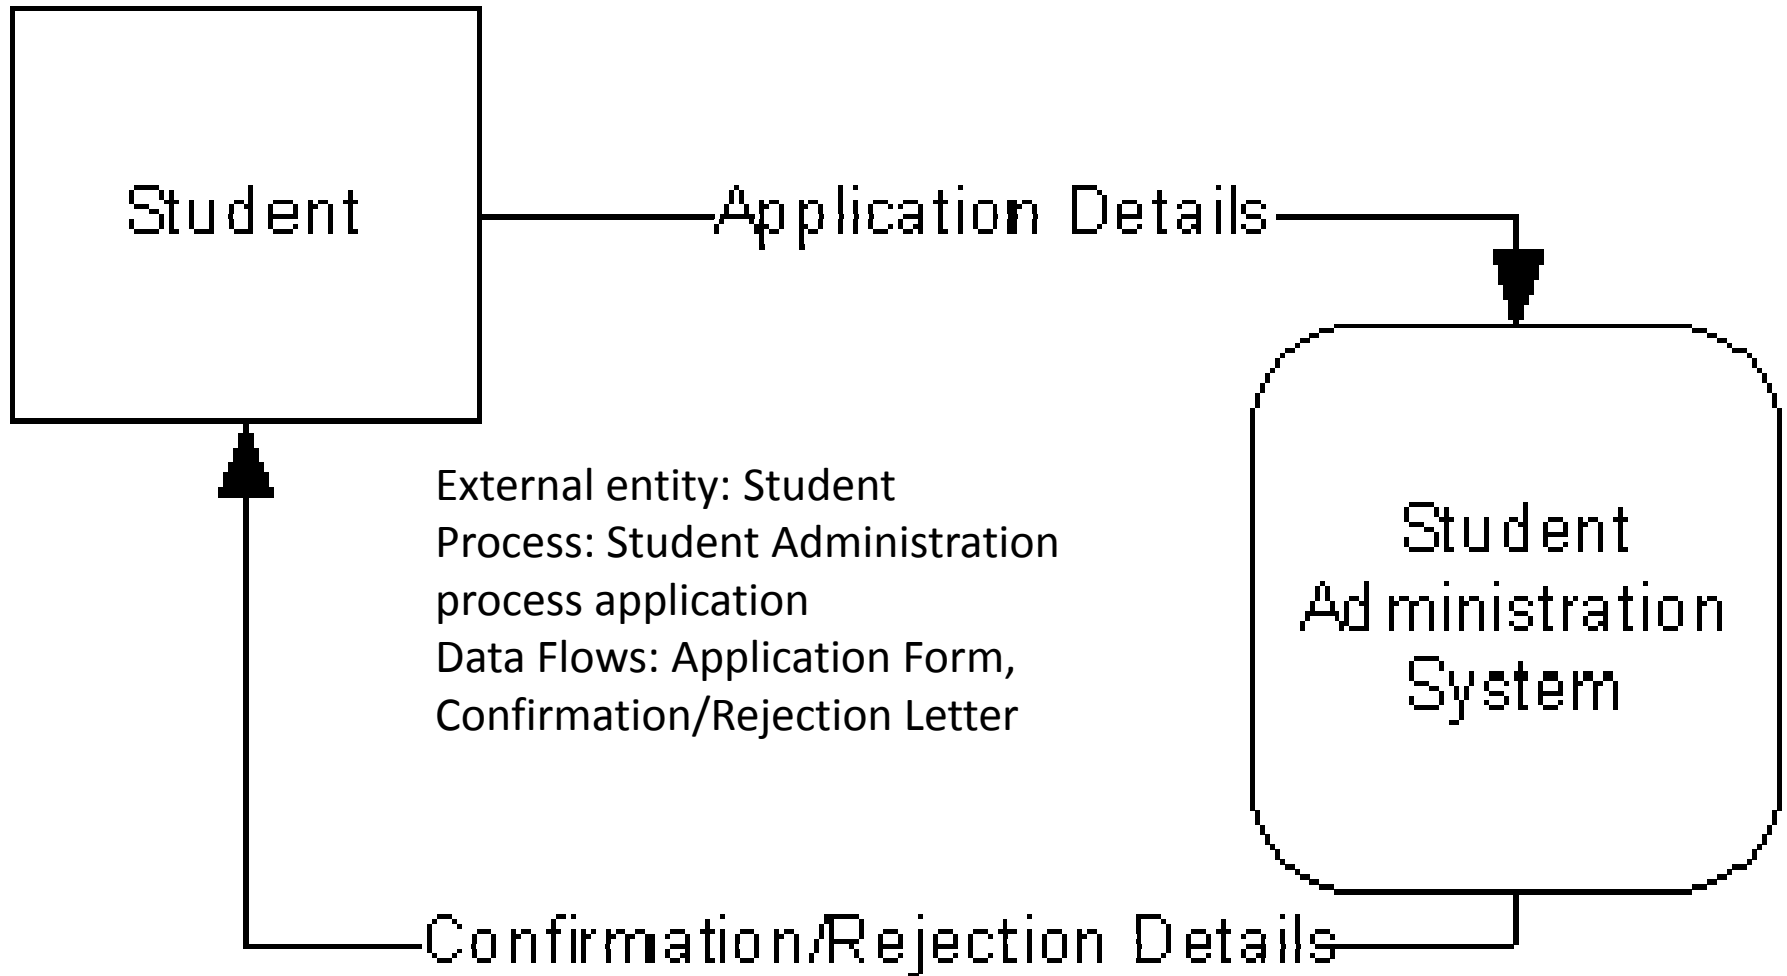 Student
Application Details
External entity: Student
Process: Student Administration
process application
Data Flows: Application Form,
Confirmation/Rejection Letter
Student
Administration
System
Confirmation/Rejection Details